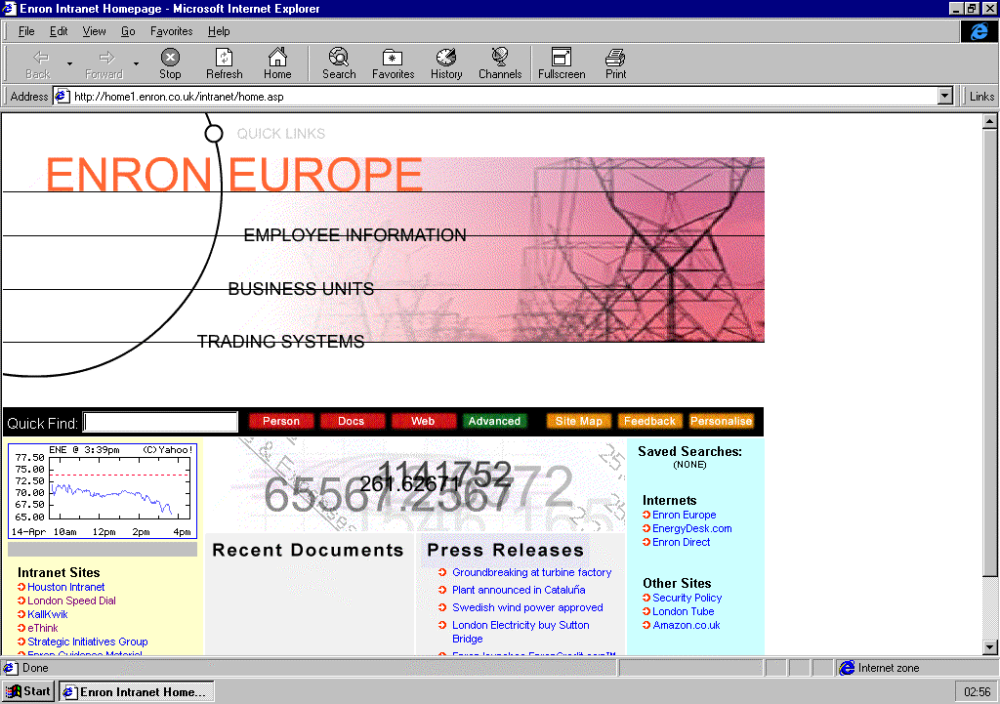 Enron Intranet Homepage - Microsoft Internet Explorer
File Edit View Go Favorites Help
Back Forward Stop Refresh Home Search Favorites History Channels Fullscreen Print
Address http://home1.enron.co.uk/intranet/home.asp Links
QUICK LINKS
ENRON EUROPE
EMPLOYEE INFORMATION
BUSINESS UNITS
TRADING SYSTEMS
Quick Find: Person Docs Web Advanced Site Map Feedback Personalise
ENE @ 3:39pm (C)Yahoo!
77.50
75.00
72.50
70.00
67.50
65.00
14-Apr 10am 12pm 2pm 4pm
1141752
261.62671
65567.2567
Intranet Sites
Houston Intranet
London Speed Dial
KallKwik
eThink
Strategic Initiatives Group
Enron Guidance Material
Recent Documents
Press Releases
Groundbreaking at turbine factory
Plant announced in Cataluña
Swedish wind power approved
London Electricity buy Sutton
Bridge
Enron launches EnronCredit.com™
Saved Searches:
(NONE)
Internets
Enron Europe
EnergyDesk.com
Enron Direct
Other Sites
Security Policy
London Tube
Amazon.co.uk
Done Internet zone
Start Enron Intranet Home... 02:56